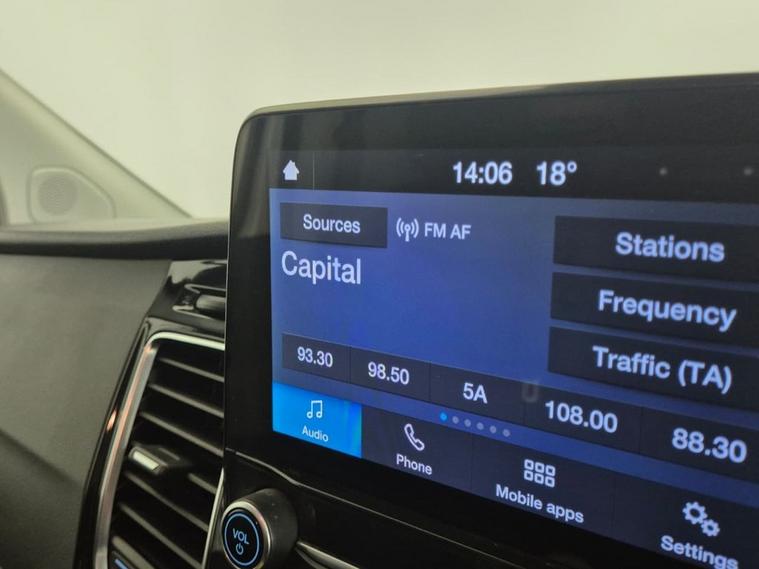 14:06 18°
Sources FM AF
Stations
Capital
Frequency
Traffic (TA)
93.30 98.50 5A 108.00 88.30
Audio
Phone
Mobile apps
Settings
VOL